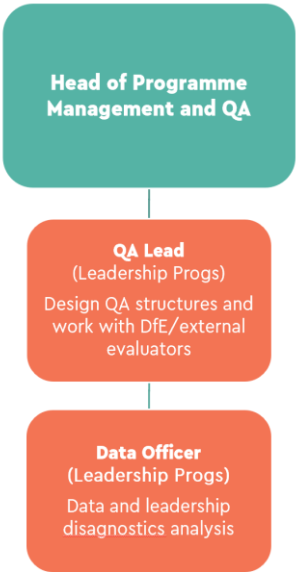 Head of Programme
Management and QA
QA Lead
(Leadership Progs)
Design QA structures and
work with DfE/external
evaluators
Data Officer
(Leadership Progs)
Data and leadership
disagnostics analysis